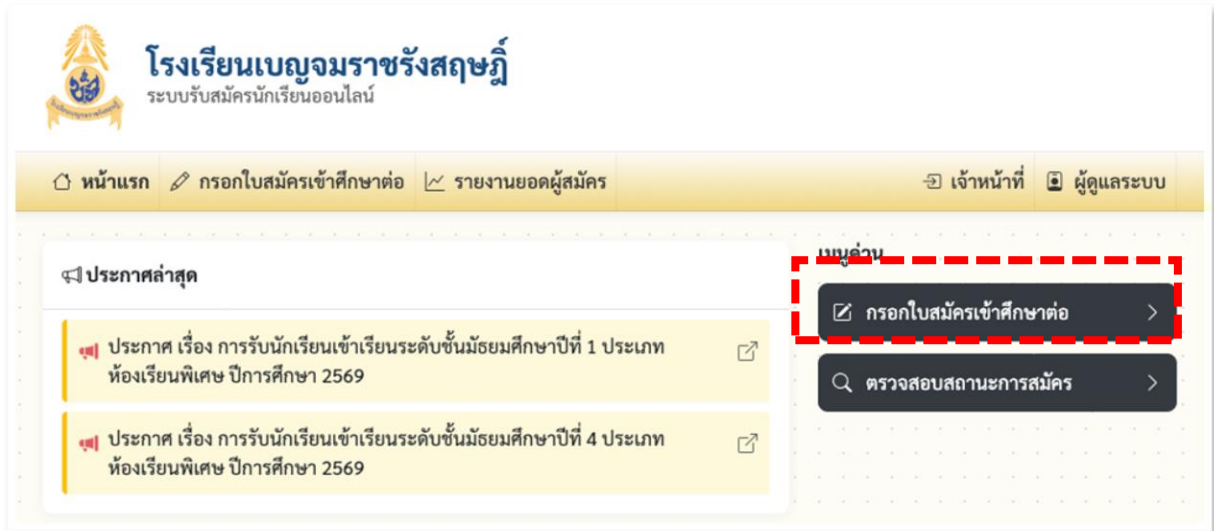 โรงเรียนเบญจมราชรังสฤษฎิ์
ระบบรับสมัครนักเรียนออนไลน์
หน้าแรก กรอกใบสมัครเข้าศึกษาต่อ รายงานยอดผู้สมัคร เจ้าหน้าที่ ผู้ดูแลระบบ
ประกาศล่าสุด
ประกาศ เรื่อง การรับนักเรียนเข้าเรียนระดับชั้นมัธยมศึกษาปีที่ 1 ประเภท
ห้องเรียนพิเศษ ปีการศึกษา 2569
ประกาศ เรื่อง การรับนักเรียนเข้าเรียนระดับชั้นมัธยมศึกษาปีที่ 4 ประเภท
ห้องเรียนพิเศษ ปีการศึกษา 2569
เมนูด่วน
กรอกใบสมัครเข้าศึกษาต่อ
ตรวจสอบสถานะการสมัคร